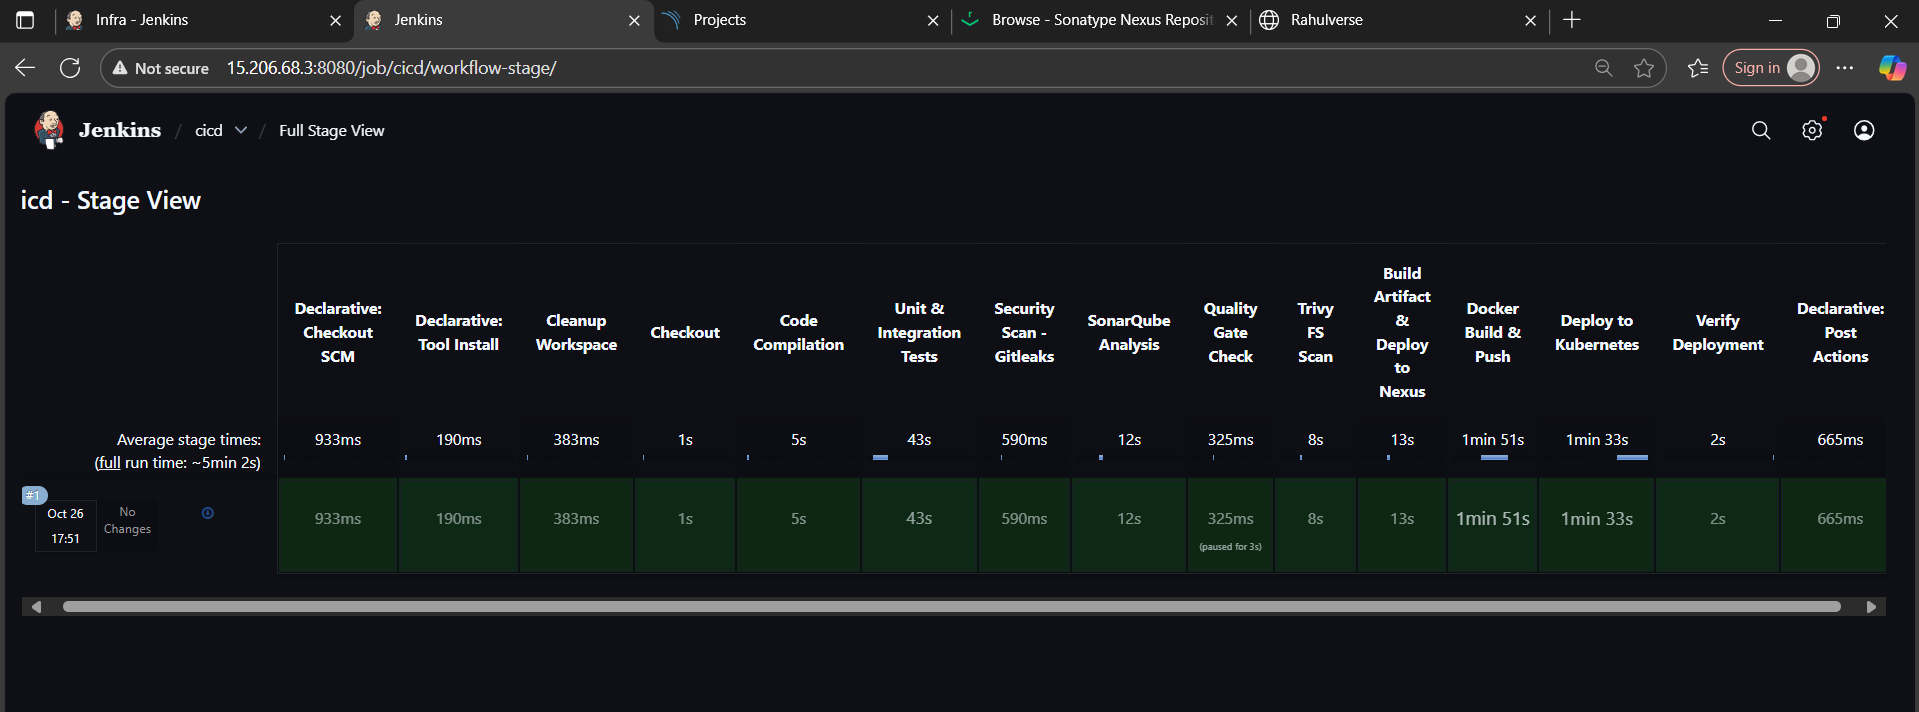 Infra - Jenkins
Jenkins
Projects
Browse - Sonatype Nexus Reposit
Rahulverse
Not secure
15.206.68.3:8080/job/cicd/workflow-stage/
Sign in
Jenkins / cicd / Full Stage View
icd - Stage View
Declarative:
Checkout
SCM
Declarative:
Tool Install
Cleanup
Workspace
Checkout
Code
Compilation
Unit &
Integration
Tests
Security
Scan -
Gitleaks
SonarQube
Analysis
Quality
Gate
Check
Trivy
FS
Scan
Build
Artifact
&
Deploy
to
Nexus
Docker
Build &
Push
Deploy to
Kubernetes
Verify
Deployment
Declarative:
Post
Actions
Average stage times:
(full run time: ~5min 2s)
933ms 190ms 383ms 1s 5s 43s 590ms 12s 325ms 8s 13s 1min 51s 1min 33s 2s 665ms
#1
Oct 26
17:51
No
Changes
933ms 190ms 383ms 1s 5s 43s 590ms 12s 325ms 8s 13s 1min 51s 1min 33s 2s 665ms
(paused for 3s)